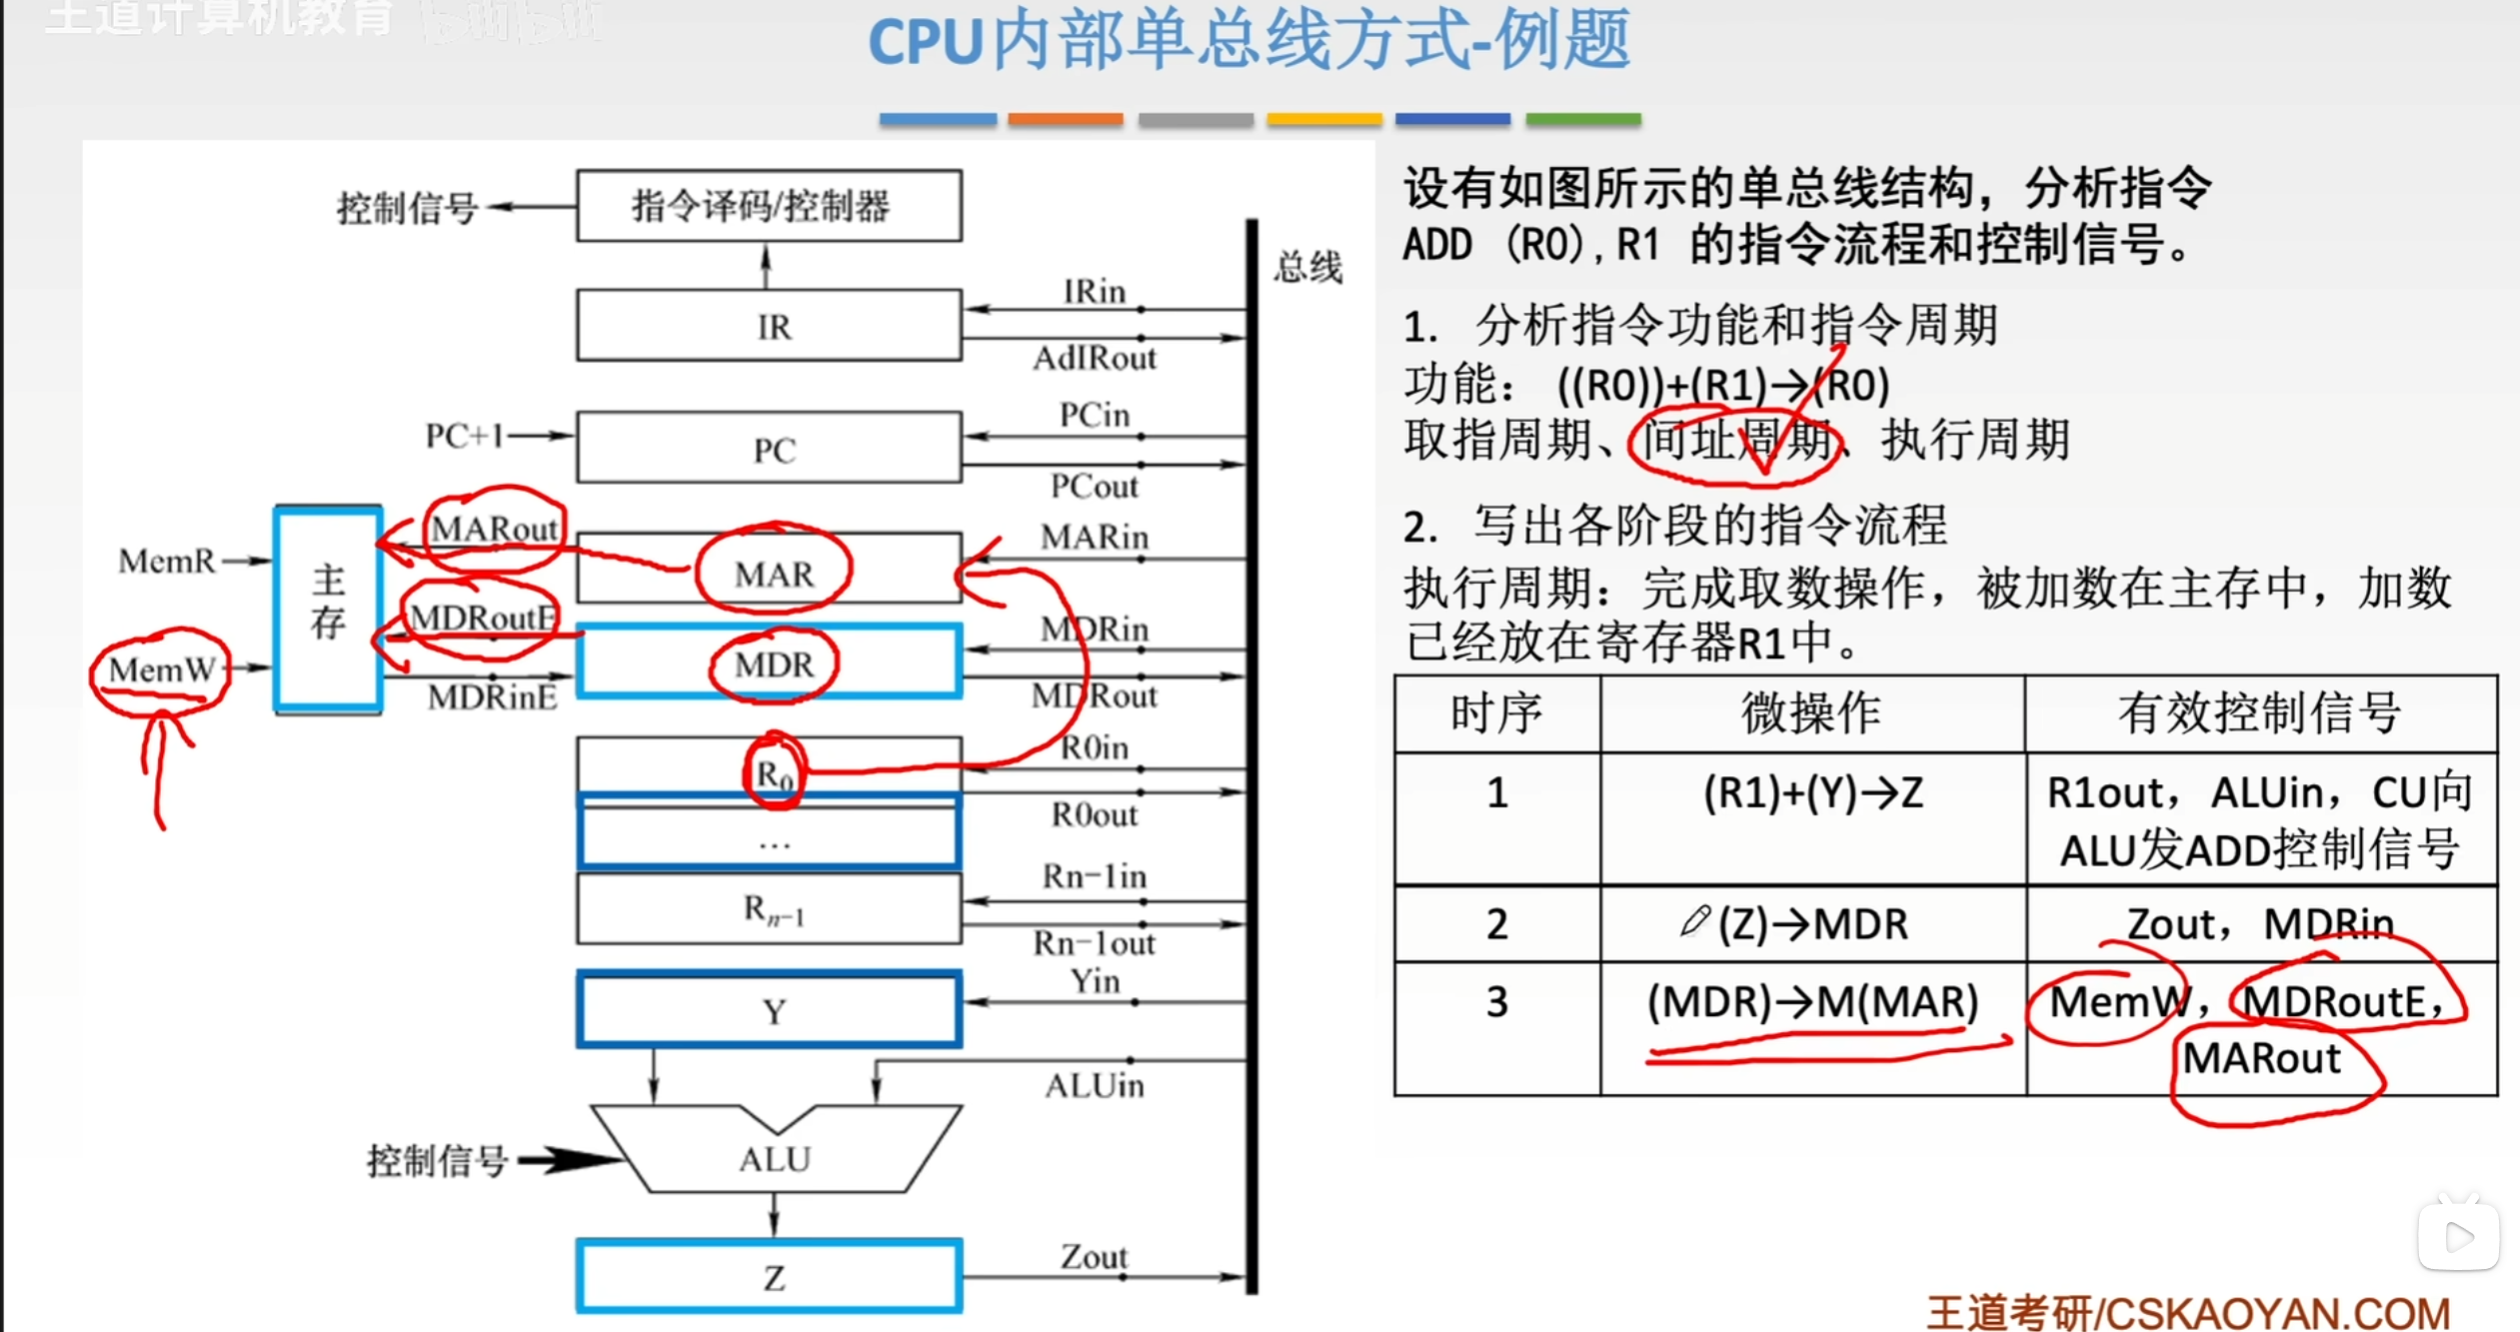 王道计算机教育 bilibili
CPU内部单总线方式-例题
控制信号
指令译码/控制器
总线
IRin
IR
AdIRout
PCin
PC+1
PC
PCout
MARout
MARin
MemR
主存
MAR
MDRoutE
MDRin
MemW
MDR
MDRinE
MDRout
R0in
R0
R0out
…
Rn-1in
Rn-1
Rn-1out
Yin
Y
ALUin
控制信号
ALU
Zout
Z
设有如图所示的单总线结构，分析指令
ADD (R0),R1 的指令流程和控制信号。
1. 分析指令功能和指令周期
功能： ((R0))+(R1)→(R0)
取指周期、间址周期、执行周期
2. 写出各阶段的指令流程
执行周期：完成取数操作，被加数在主存中，加数
已经放在寄存器R1中。
时序 微操作 有效控制信号
1 (R1)+(Y)→Z R1out，ALUin，CU向
ALU发ADD控制信号
2 (Z)→MDR Zout，MDRin
3 (MDR)→M(MAR) MemW，MDRoutE，
MARout
王道考研/CSKAOYAN.COM